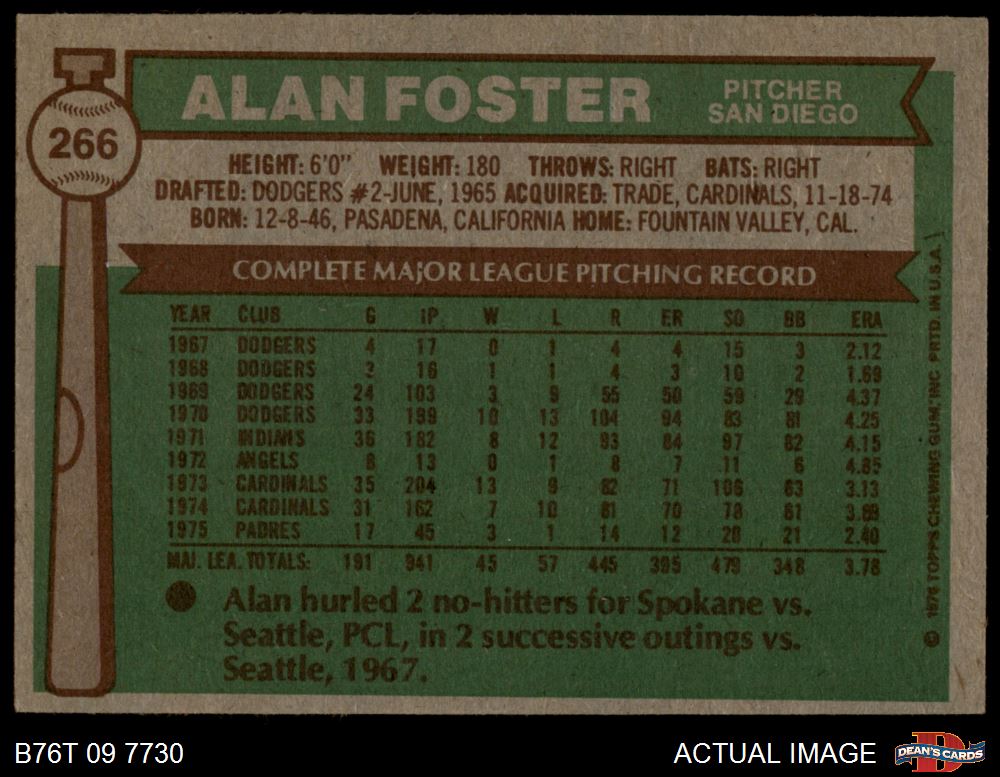 ALAN FOSTER
PITCHER
SAN DIEGO
266
HEIGHT: 6'0" WEIGHT: 180 THROWS: RIGHT BATS: RIGHT
DRAFTED: DODGERS #2-JUNE, 1965 ACQUIRED: TRADE, CARDINALS, 11-18-74
BORN: 12-8-46, PASADENA, CALIFORNIA HOME: FOUNTAIN VALLEY, CAL.
COMPLETE MAJOR LEAGUE PITCHING RECORD
YEAR CLUB G IP W L R ER SO BB ERA
1967 DODGERS 4 17 0 1 4 4 15 3 2.12
1968 DODGERS 3 16 1 1 4 3 10 2 1.69
1969 DODGERS 24 103 3 9 55 50 59 29 4.37
1970 DODGERS 33 199 10 13 104 94 83 81 4.25
1971 INDIANS 36 182 8 12 93 84 97 82 4.15
1972 ANGELS 8 13 0 1 8 7 11 6 4.85
1973 CARDINALS 35 204 13 9 82 71 106 63 3.13
1974 CARDINALS 31 162 7 10 81 70 78 61 3.89
1975 PADRES 17 45 3 1 14 12 20 21 2.40
MAJ. LEA. TOTALS: 191 941 45 57 445 395 479 348 3.78
Alan hurled 2 no-hitters for Spokane vs.
Seattle, PCL, in 2 successive outings vs.
Seattle, 1967.
© 1976 TOPPS CHEWING GUM, INC PRTD. IN U.S.A.
B76T 09 7730
ACTUAL IMAGE
D
DEAN'S CARDS